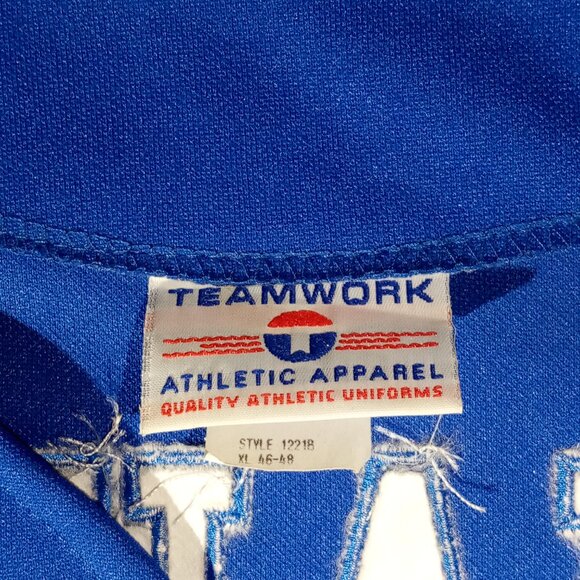 TEAMWORK
ATHLETIC APPAREL
QUALITY ATHLETIC UNIFORMS
STYLE 1221B
XL 46-48